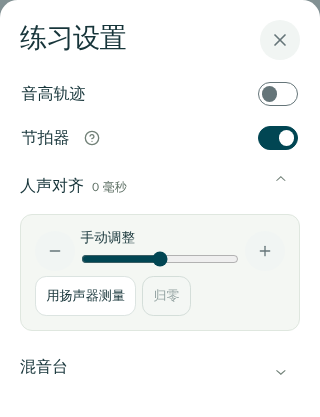 练习设置
音高轨迹
节拍器
人声对齐 0 毫秒
手动调整
用扬声器测量 归零
混音台